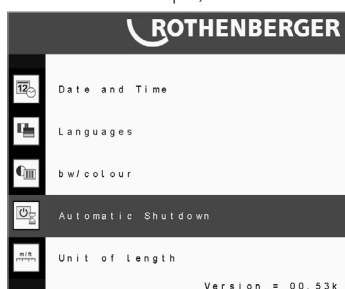 ROTHENBERGER
12
Date and Time
Languages
bw/colour
Automatic Shutdown
m/ft
Unit of length
Version = 00.53k